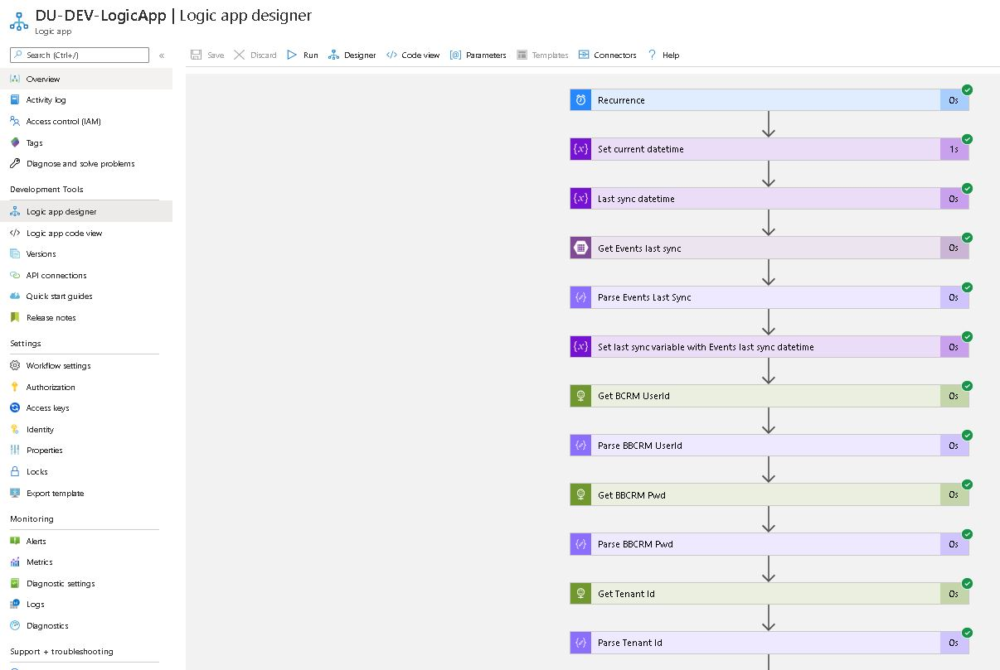 DU-DEV-LogicApp | Logic app designer
Logic app
Search (Ctrl+/)
«
Save
Discard
Run
Designer
Code view
Parameters
Templates
Connectors
Help
Overview
Activity log
Access control (IAM)
Tags
Diagnose and solve problems
Development Tools
Logic app designer
Logic app code view
Versions
API connections
Quick start guides
Release notes
Settings
Workflow settings
Authorization
Access keys
Identity
Properties
Locks
Export template
Monitoring
Alerts
Metrics
Diagnostic settings
Logs
Diagnostics
Support + troubleshooting
Recurrence 0s
Set current datetime 1s
Last sync datetime 0s
Get Events last sync 0s
Parse Events Last Sync 0s
Set last sync variable with Events last sync datetime 0s
Get BCRM UserId 0s
Parse BBCRM UserId 0s
Get BBCRM Pwd 0s
Parse BBCRM Pwd 0s
Get Tenant Id 0s
Parse Tenant Id 0s